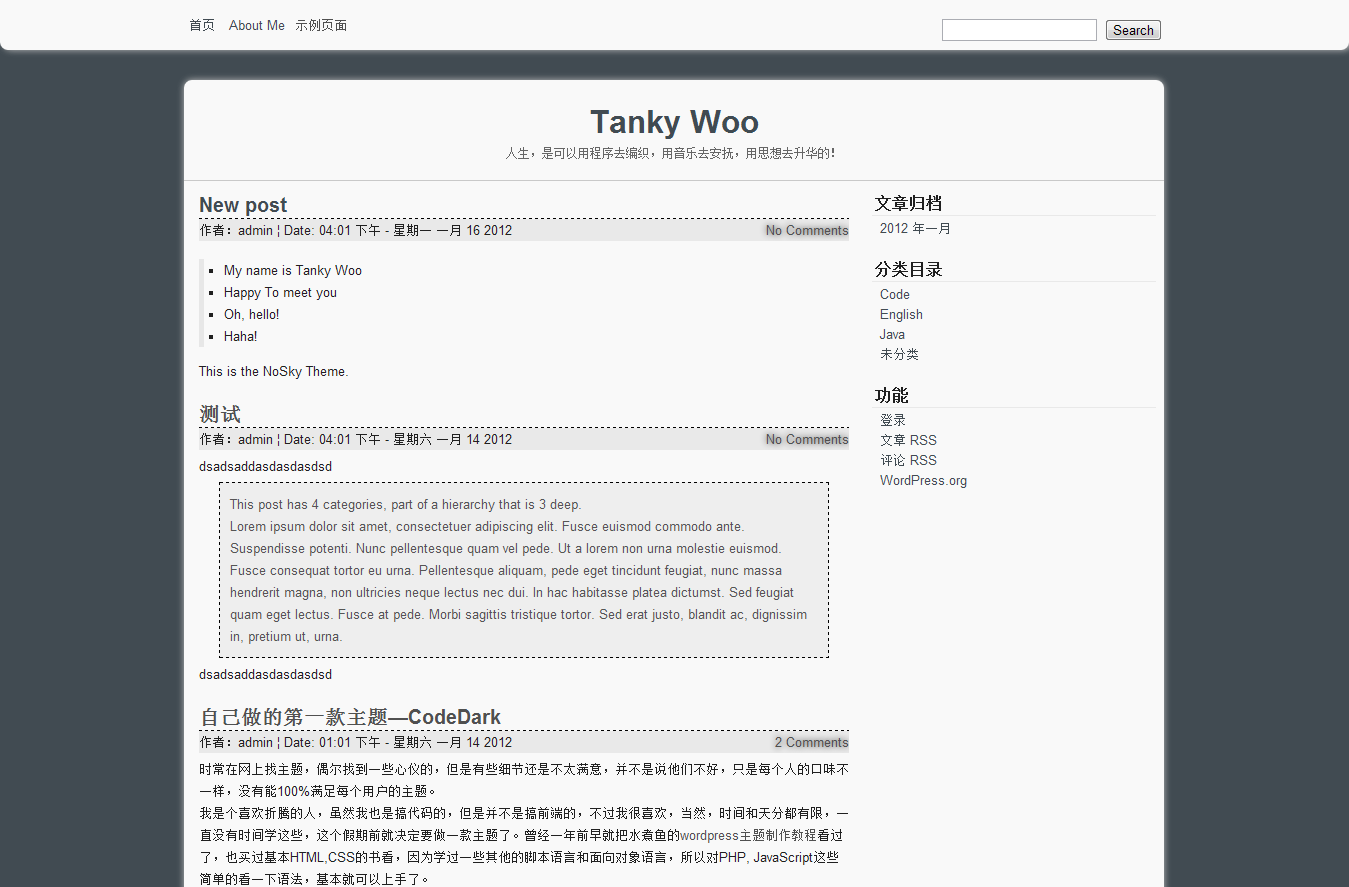 首页 About Me 示例页面 Search
Tanky Woo
人生，是可以用程序去编织，用音乐去安抚，用思想去升华的！
New post
作者：admin ¦ Date: 04:01 下午 - 星期一 一月 16 2012 No Comments
My name is Tanky Woo
Happy To meet you
Oh, hello!
Haha!
This is the NoSky Theme.
测试
作者：admin ¦ Date: 04:01 下午 - 星期六 一月 14 2012 No Comments
dsadsaddasdasdasdsd
This post has 4 categories, part of a hierarchy that is 3 deep.
Lorem ipsum dolor sit amet, consectetuer adipiscing elit. Fusce euismod commodo ante.
Suspendisse potenti. Nunc pellentesque quam vel pede. Ut a lorem non urna molestie euismod.
Fusce consequat tortor eu urna. Pellentesque aliquam, pede eget tincidunt feugiat, nunc massa
hendrerit magna, non ultricies neque lectus nec dui. In hac habitasse platea dictumst. Sed feugiat
quam eget lectus. Fusce at pede. Morbi sagittis tristique tortor. Sed erat justo, blandit ac, dignissim
in, pretium ut, urna.
dsadsaddasdasdasdsd
自己做的第一款主题—CodeDark
作者：admin ¦ Date: 01:01 下午 - 星期六 一月 14 2012 2 Comments
时常在网上找主题，偶尔找到一些心仪的，但是有些细节还是不太满意，并不是说他们不好，只是每个人的口味不
一样，没有能100%满足每个用户的主题。
我是个喜欢折腾的人，虽然我也是搞代码的，但是并不是搞前端的，不过我很喜欢，当然，时间和天分都有限，一
直没有时间学这些，这个假期前就决定要做一款主题了。曾经一年前早就把水煮鱼的wordpress主题制作教程看过
了，也买过基本HTML,CSS的书看，因为学过一些其他的脚本语言和面向对象语言，所以对PHP, JavaScript这些
简单的看一下语法，基本就可以上手了。
文章归档
2012 年一月
分类目录
Code
English
Java
未分类
功能
登录
文章 RSS
评论 RSS
WordPress.org